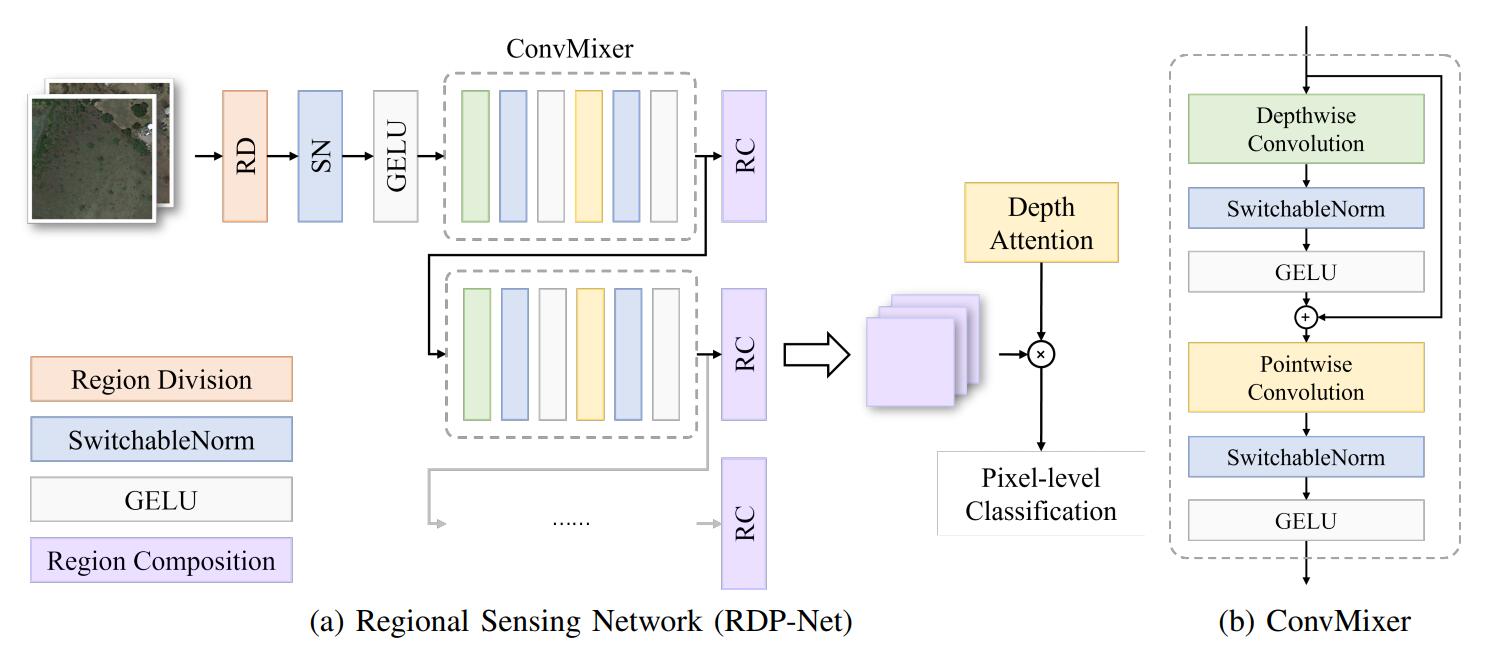 ConvMixer
RD
SN
GELU
RC
RC
RC
......
Region Division
SwitchableNorm
GELU
Region Composition
Depth
Attention
×
Pixel-level
Classification
(a) Regional Sensing Network (RDP-Net)
Depthwise
Convolution
SwitchableNorm
GELU
+
Pointwise
Convolution
SwitchableNorm
GELU
(b) ConvMixer